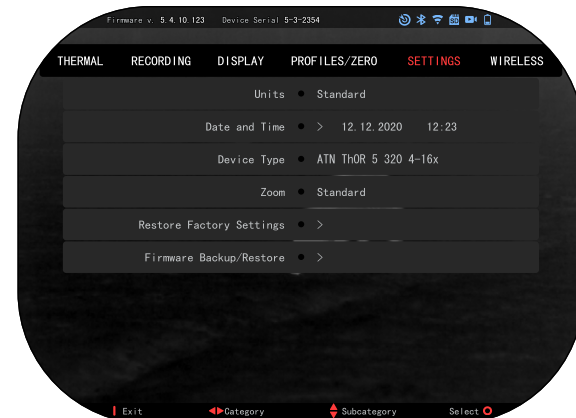 Firmware v. 5.4.10.123 Device Serial 5-3-2354
THERMAL RECORDING DISPLAY PROFILES/ZERO SETTINGS WIRELESS
Units Standard
Date and Time > 12.12.2020 12:23
Device Type ATN ThOR 5 320 4-16x
Zoom Standard
Restore Factory Settings >
Firmware Backup/Restore >
Exit Category Subcategory Select